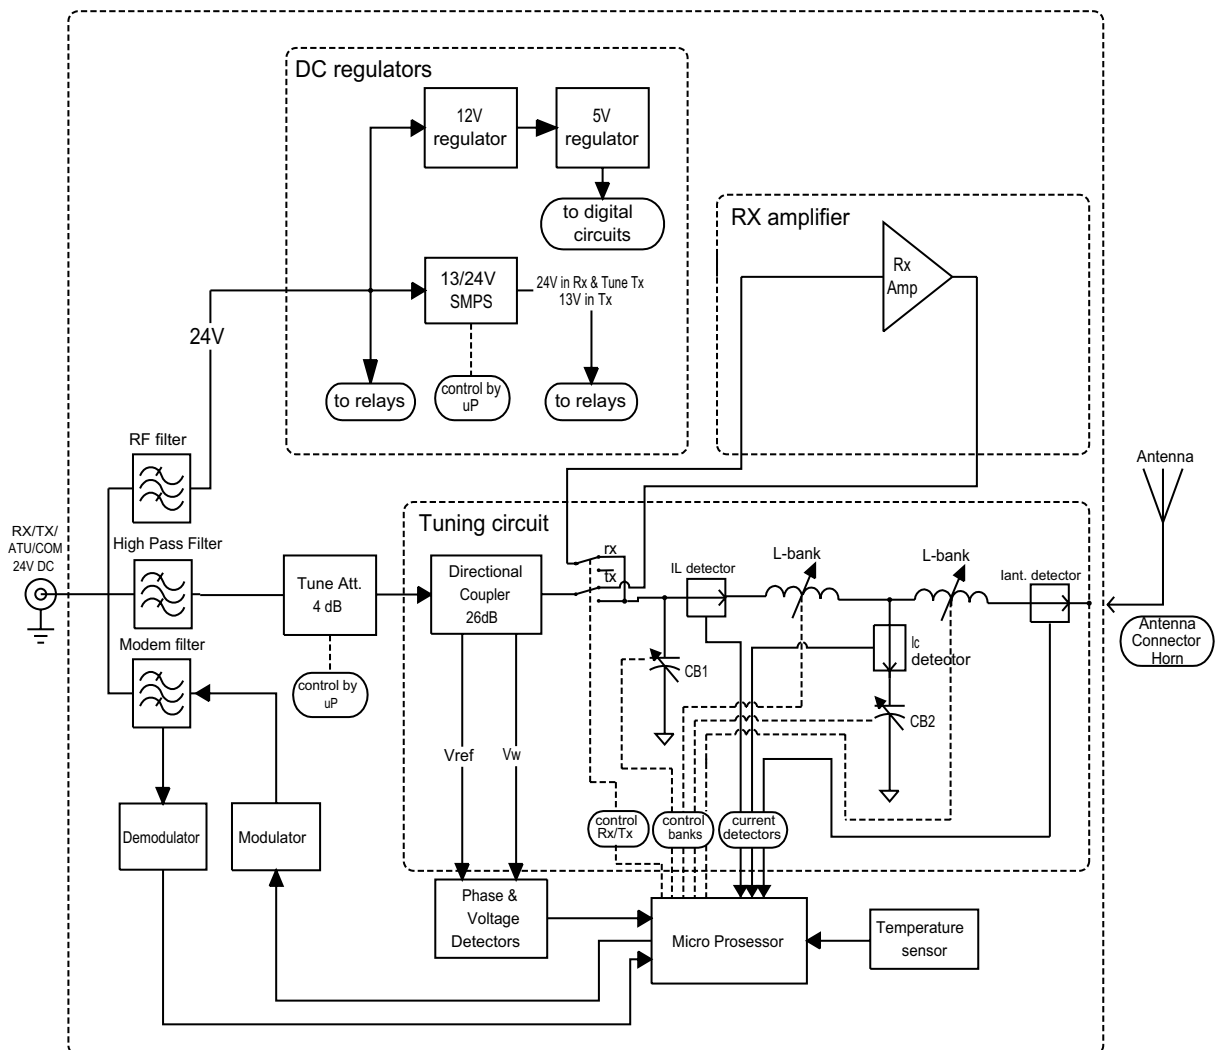 DC regulators
12V
regulator
5V
regulator
to digital
circuits
13/24V
SMPS
24V in Rx & Tune Tx
13V in Tx
24V
to relays
control by
uP
to relays
RX amplifier
Rx
Amp
RF filter
Antenna
RX/TX/
ATU/COM
24V DC
High Pass Filter
Tune Att.
4 dB
control by
uP
Modem filter
Tuning circuit
Directional
Coupler
26dB
rx
tx
IL detector
L-bank
L-bank
Iant. detector
Antenna
Connector
Horn
Ic
detector
CB1
CB2
Vref
Vw
Demodulator
Modulator
control
Rx/Tx
control
banks
current
detectors
Phase &
Voltage
Detectors
Micro Prosessor
Temperature
sensor